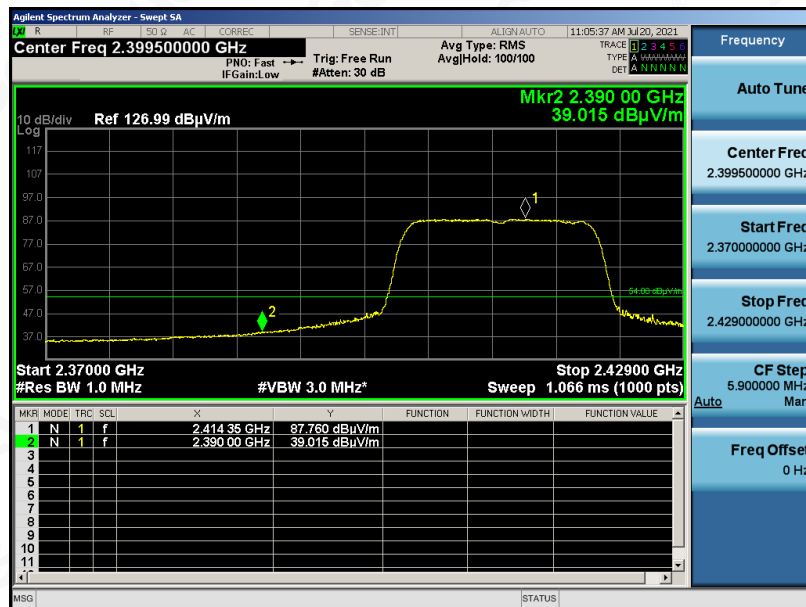 Agilent Spectrum Analyzer - Swept SA
LXI R RF 50 Ω AC CORREC SENSE:INT ALIGNAUTO 11:05:37 AM Jul 20, 2021
Center Freq 2.399500000 GHz
PNO: Fast
IFGain:Low
Trig: Free Run
#Atten: 30 dB
Avg Type: RMS
Avg|Hold: 100/100
TRACE 1 2 3 4 5 6
TYPE A WWWWW
DET A N N N N N
Mkr2 2.390 00 GHz
39.015 dBµV/m
10 dB/div Ref 126.99 dBµV/m
Log
117
107
97.0
87.0
77.0
67.0
57.0
47.0
37.0
1
2
54.00 dBµV/m
Start 2.37000 GHz Stop 2.42900 GHz
#Res BW 1.0 MHz #VBW 3.0 MHz* Sweep 1.066 ms (1000 pts)
MKR MODE TRC SCL X Y FUNCTION FUNCTION WIDTH FUNCTION VALUE
1 N 1 f 2.414 35 GHz 87.760 dBµV/m
2 N 1 f 2.390 00 GHz 39.015 dBµV/m
3
4
5
6
7
8
9
10
11
MSG STATUS
Frequency
Auto Tune
Center Freq
2.399500000 GHz
Start Freq
2.370000000 GHz
Stop Freq
2.429000000 GHz
CF Step
5.900000 MHz
Auto Man
Freq Offset
0 Hz